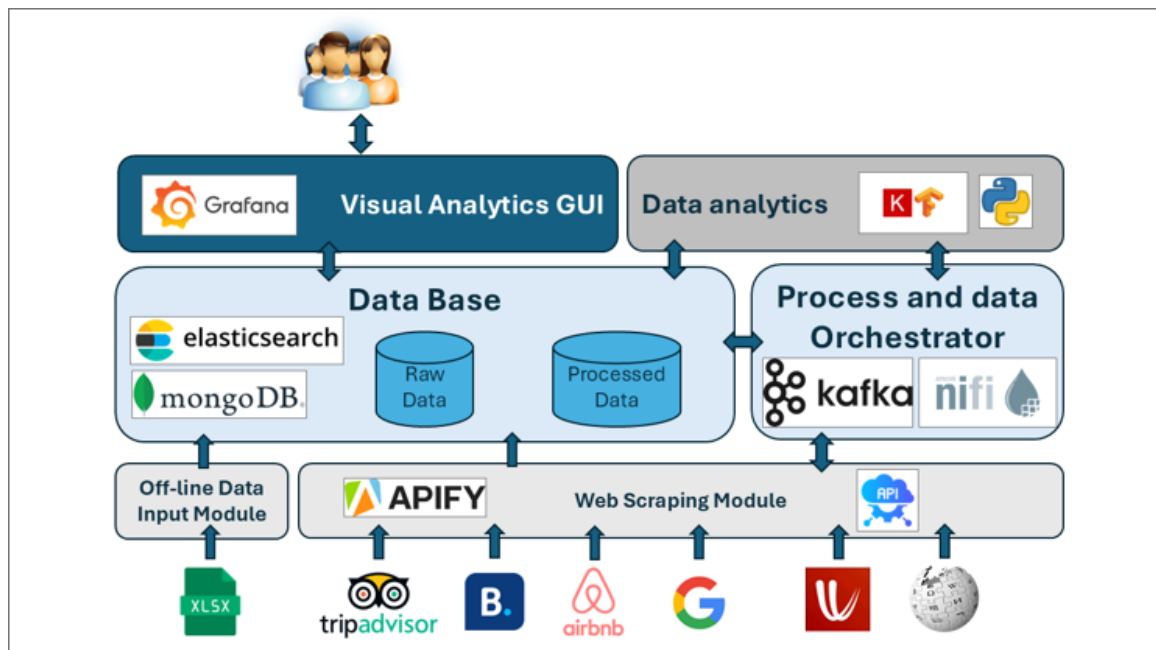 Grafana
Visual Analytics GUI
Data analytics
K
Data Base
elasticsearch
mongoDB.
Raw
Data
Processed
Data
Process and data
Orchestrator
kafka
APACHE
nifi
Off-line Data
Input Module
APIFY
Web Scraping Module
API
XLSX
tripadvisor
B.
airbnb
G